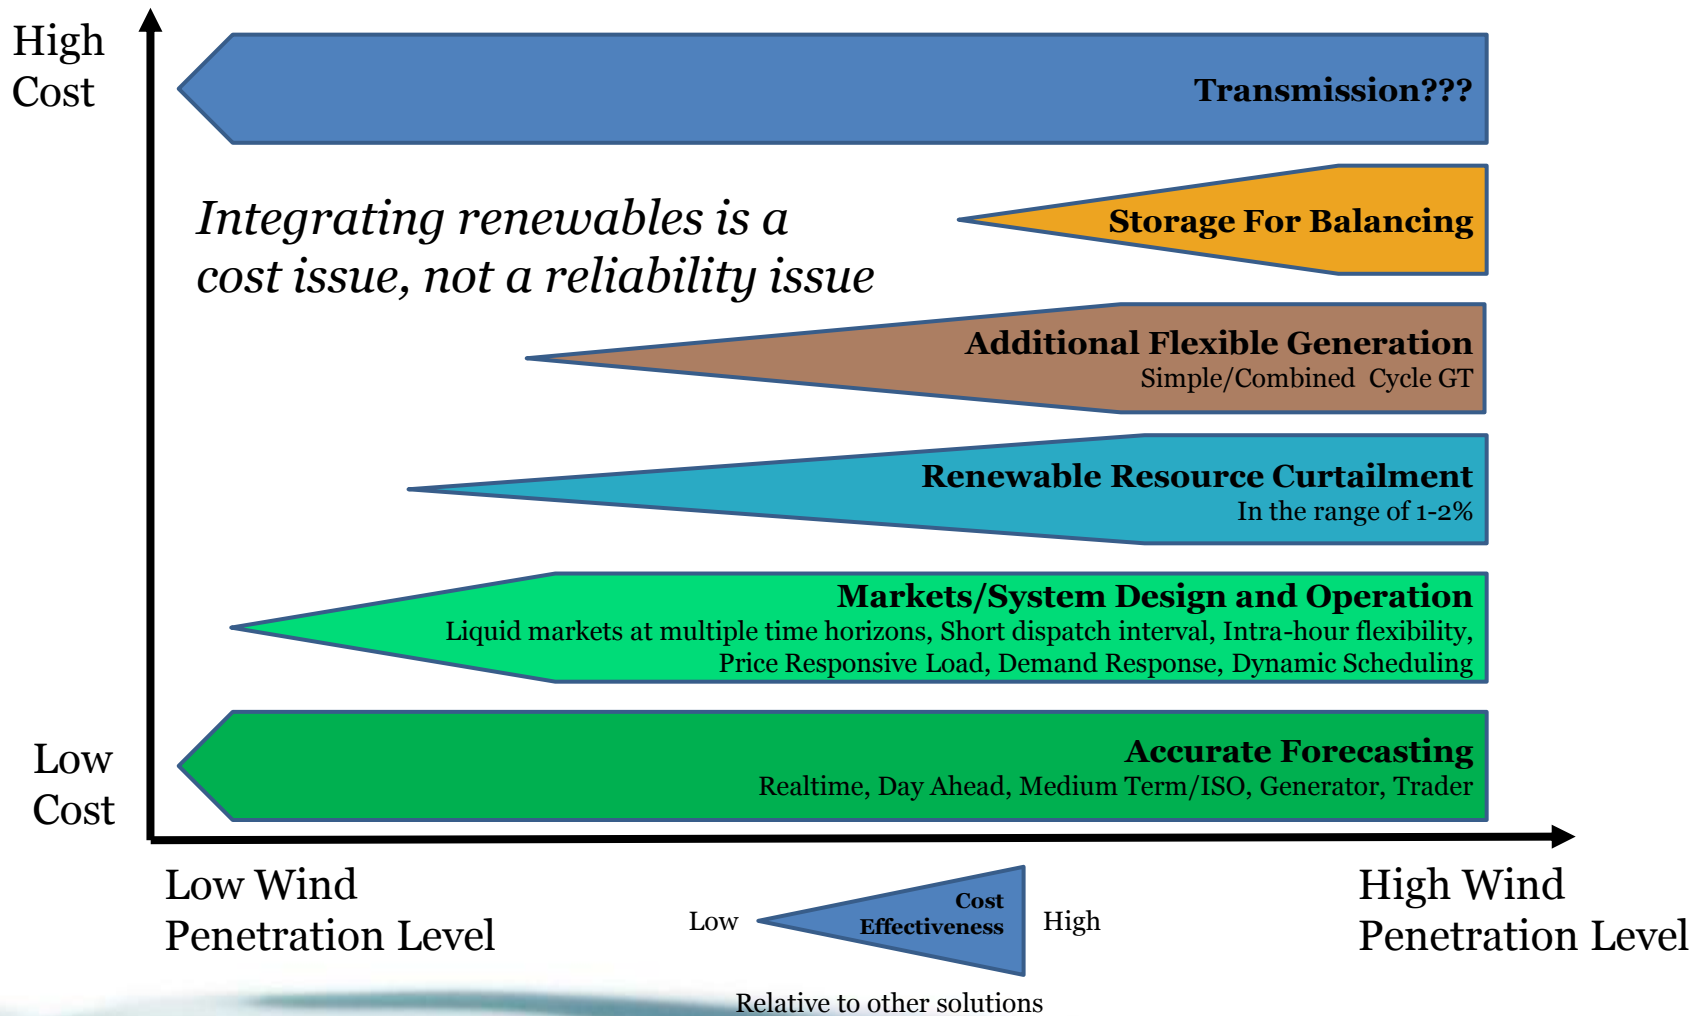 High
Cost
Transmission???
Storage For Balancing
Integrating renewables is a
cost issue, not a reliability issue
Additional Flexible Generation
Simple/Combined Cycle GT
Renewable Resource Curtailment
In the range of 1-2%
Markets/System Design and Operation
Liquid markets at multiple time horizons, Short dispatch interval, Intra-hour flexibility,
Price Responsive Load, Demand Response, Dynamic Scheduling
Accurate Forecasting
Realtime, Day Ahead, Medium Term/ISO, Generator, Trader
Low
Cost
Low Wind
Penetration Level
Low
Cost
Effectiveness
High
High Wind
Penetration Level
Relative to other solutions